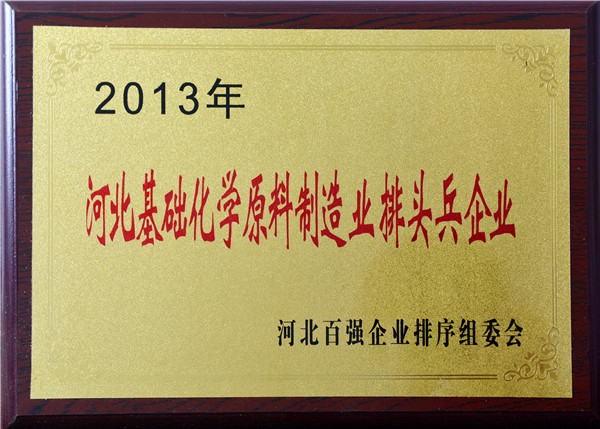 2013年
河北基础化学原料制造业排头兵企业
河北百强企业排序组委会